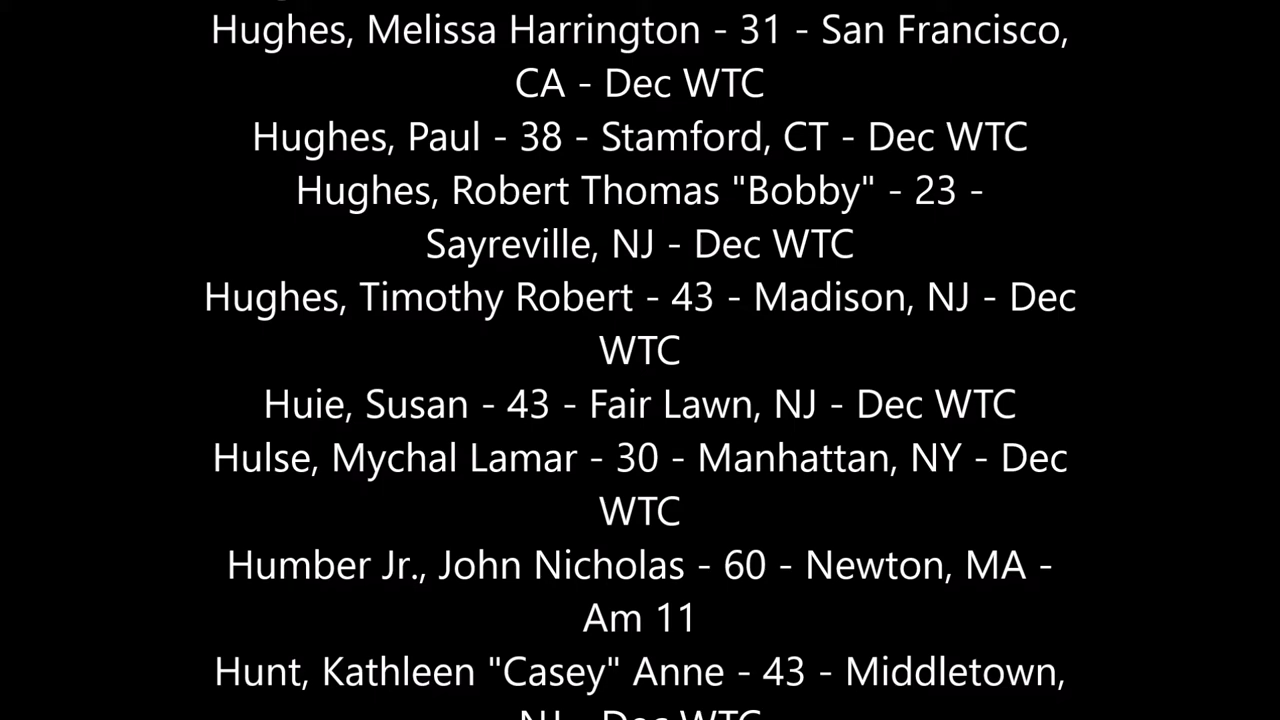 Hughes, Melissa Harrington - 31 - San Francisco,
CA - Dec WTC
Hughes, Paul - 38 - Stamford, CT - Dec WTC
Hughes, Robert Thomas "Bobby" - 23 -
Sayreville, NJ - Dec WTC
Hughes, Timothy Robert - 43 - Madison, NJ - Dec
WTC
Huie, Susan - 43 - Fair Lawn, NJ - Dec WTC
Hulse, Mychal Lamar - 30 - Manhattan, NY - Dec
WTC
Humber Jr., John Nicholas - 60 - Newton, MA -
Am 11
Hunt, Kathleen "Casey" Anne - 43 - Middletown,
NJ - Dec WTC